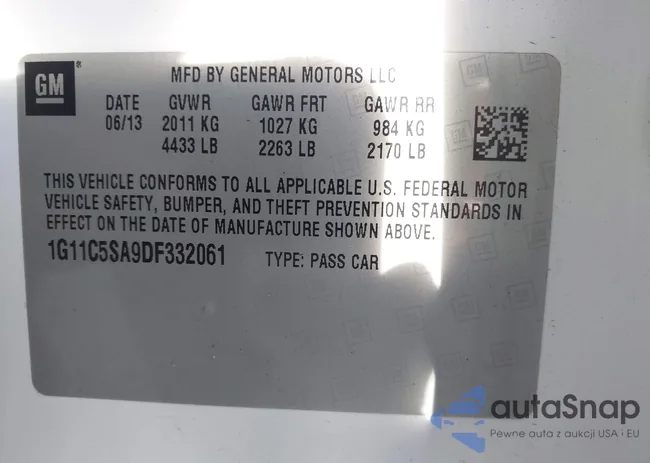 GM®
MFD BY GENERAL MOTORS LLC
DATE GVWR GAWR FRT GAWR RR
06/13 2011 KG 1027 KG 984 KG
4433 LB 2263 LB 2170 LB
THIS VEHICLE CONFORMS TO ALL APPLICABLE U.S. FEDERAL MOTOR
VEHICLE SAFETY, BUMPER, AND THEFT PREVENTION STANDARDS IN
EFFECT ON THE DATE OF MANUFACTURE SHOWN ABOVE.
1G11C5SA9DF332061 TYPE: PASS CAR
autaSnap
Pewne auta z aukcji USA i EU